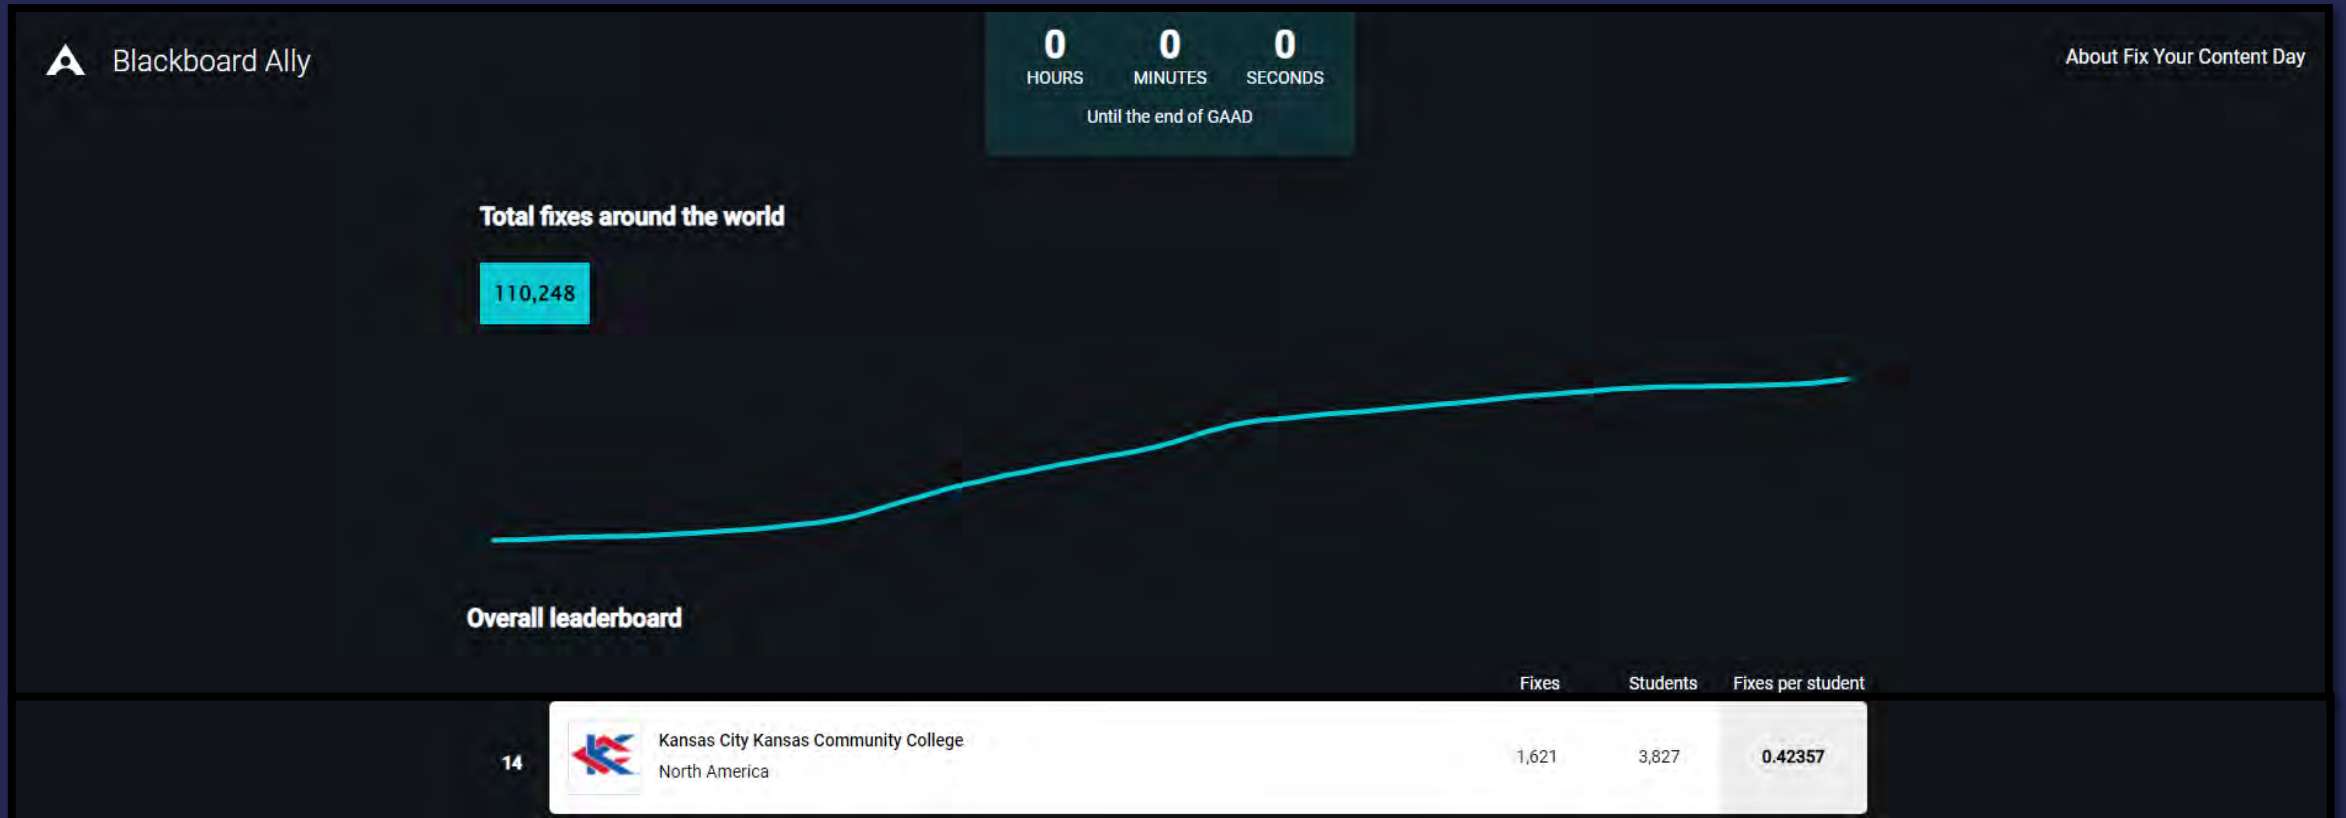 Blackboard Ally
0 0 0
HOURS MINUTES SECONDS
Until the end of GAAD
About Fix Your Content Day
Total fixes around the world
110,248
Overall leaderboard
Fixes Students Fixes per student
14
Kansas City Kansas Community College
North America
1,621 3,827 0.42357